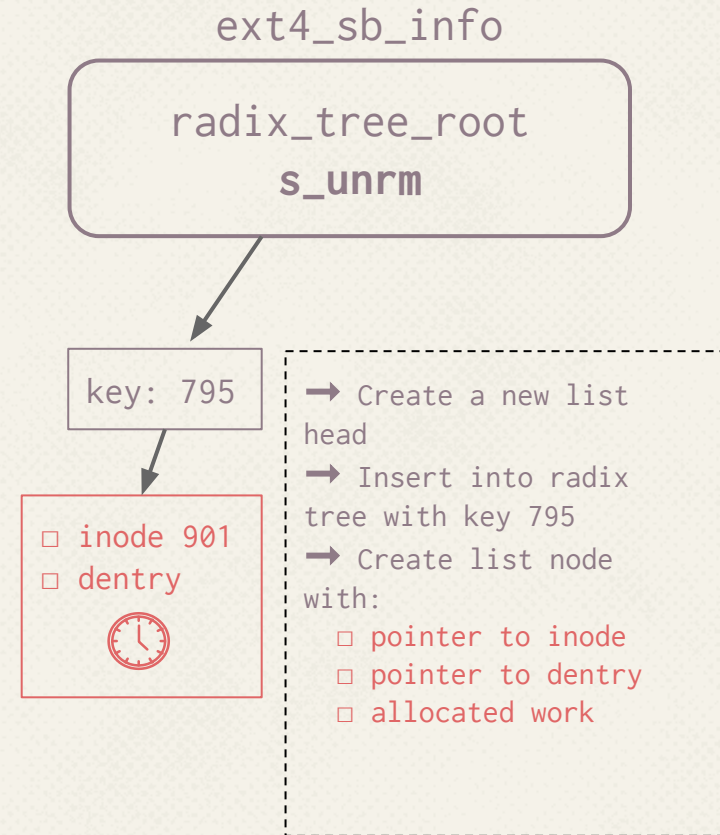 ext4_sb_info
radix_tree_root
s_unrm
key: 795
□ inode 901
□ dentry
➞ Create a new list
head
➞ Insert into radix
tree with key 795
➞ Create list node
with:
□ pointer to inode
□ pointer to dentry
□ allocated work